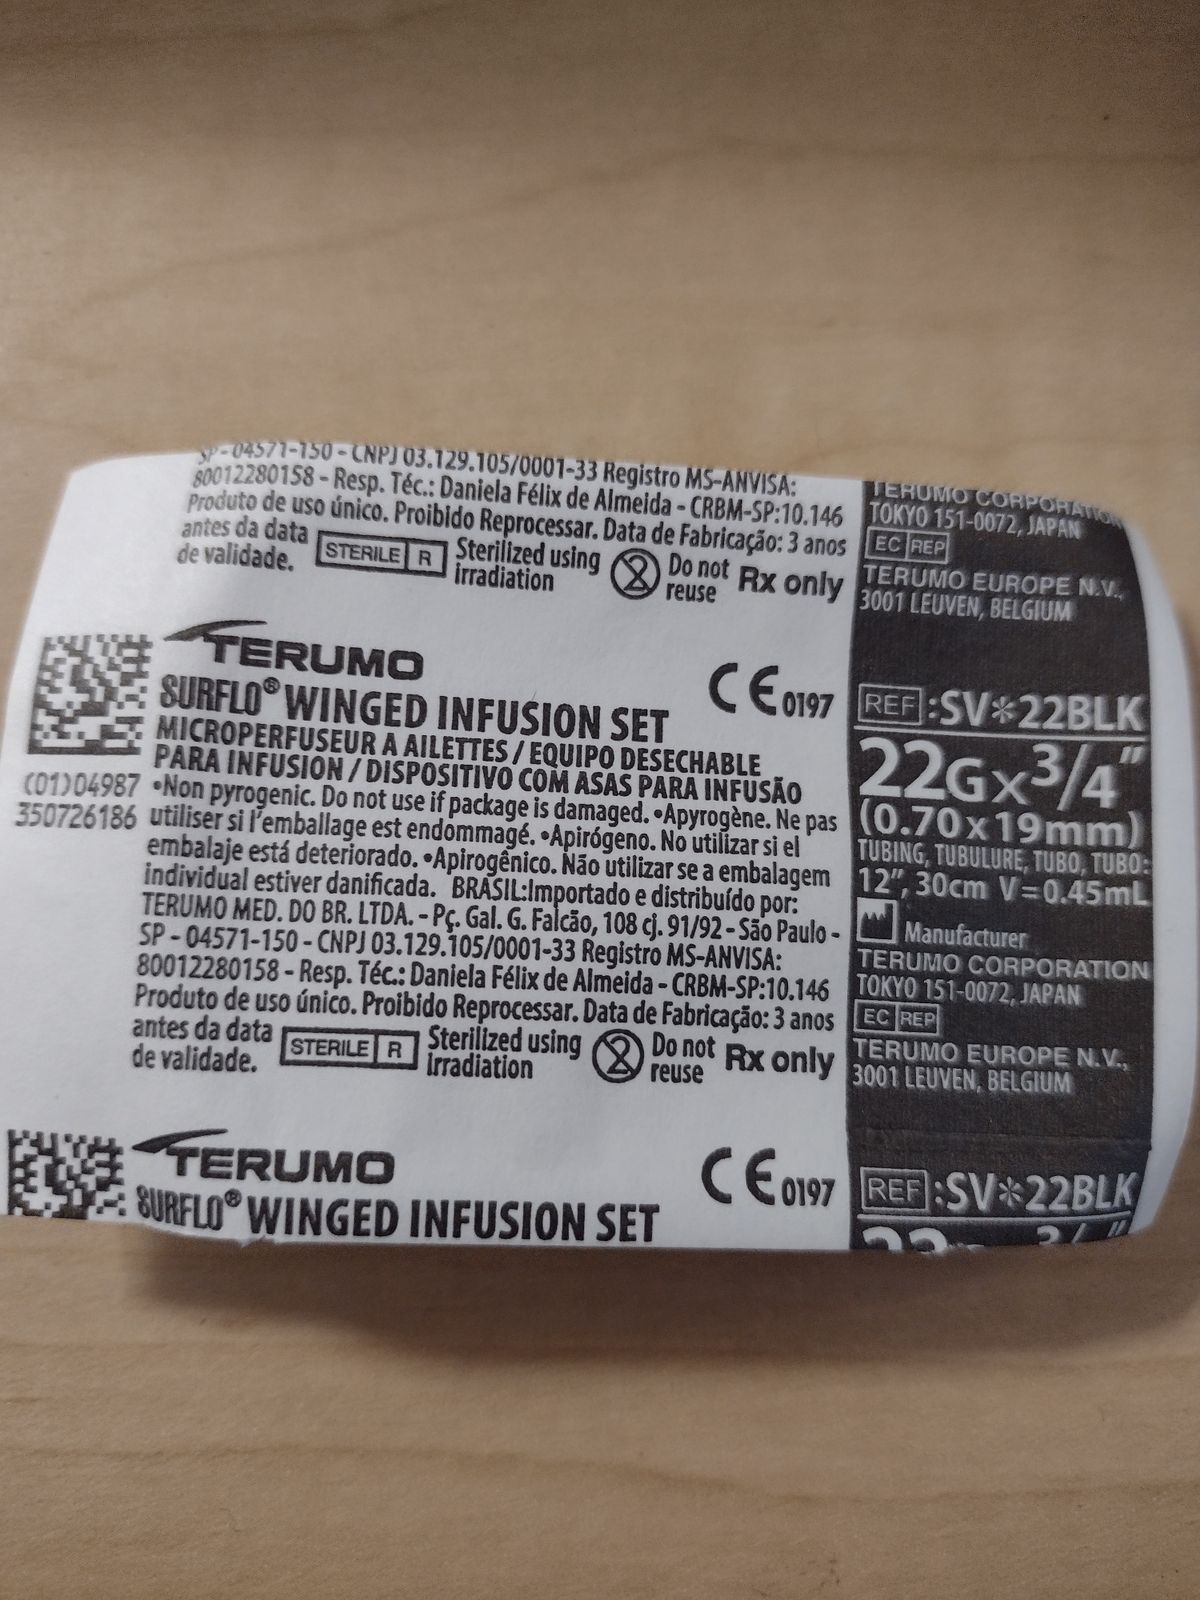 SP - 04571-150 - CNPJ 03.129.105/0001-33 Registro MS-ANVISA:
80012280158 - Resp. Téc.: Daniela Félix de Almeida - CRBM-SP:10.146
Produto de uso único. Proibido Reprocessar. Data de Fabricação: 3 anos
antes da data
de validade.
STERILE R
Sterilized using
irradiation
2
Do not
reuse
Rx only
TERUMO CORPORATION
TOKYO 151-0072, JAPAN
EC REP
TERUMO EUROPE N.V.,
3001 LEUVEN, BELGIUM
TERUMO
SURFLO® WINGED INFUSION SET
CE 0197
MICROPERFUSEUR A AILETTES / EQUIPO DESECHABLE
PARA INFUSION / DISPOSITIVO COM ASAS PARA INFUSÃO
(01)04987
350726186
•Non pyrogenic. Do not use if package is damaged. •Apyrogène. Ne pas
utiliser si l'emballage est endommagé. •Apirógeno. No utilizar si el
embalaje está deteriorado. •Apirogênico. Não utilizar se a embalagem
individual estiver danificada. BRASIL:Importado e distribuído por:
TERUMO MED. DO BR. LTDA. - Pç. Gal. G. Falcão, 108 cj. 91/92 - São Paulo -
SP - 04571-150 - CNPJ 03.129.105/0001-33 Registro MS-ANVISA:
80012280158 - Resp. Téc.: Daniela Félix de Almeida - CRBM-SP:10.146
Produto de uso único. Proibido Reprocessar. Data de Fabricação: 3 anos
antes da data
de validade.
STERILE R
Sterilized using
irradiation
2
Do not
reuse
Rx only
REF:SV*22BLK
22G x 3/4"
(0.70 x 19mm)
TUBING, TUBULURE, TUBO, TUBO:
12", 30cm V=0.45mL
Manufacturer
TERUMO CORPORATION
TOKYO 151-0072, JAPAN
EC REP
TERUMO EUROPE N.V.,
3001 LEUVEN, BELGIUM
TERUMO
SURFLO® WINGED INFUSION SET
CE 0197
REF:SV*22BLK
22G 3/4"